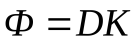 Φ = DK